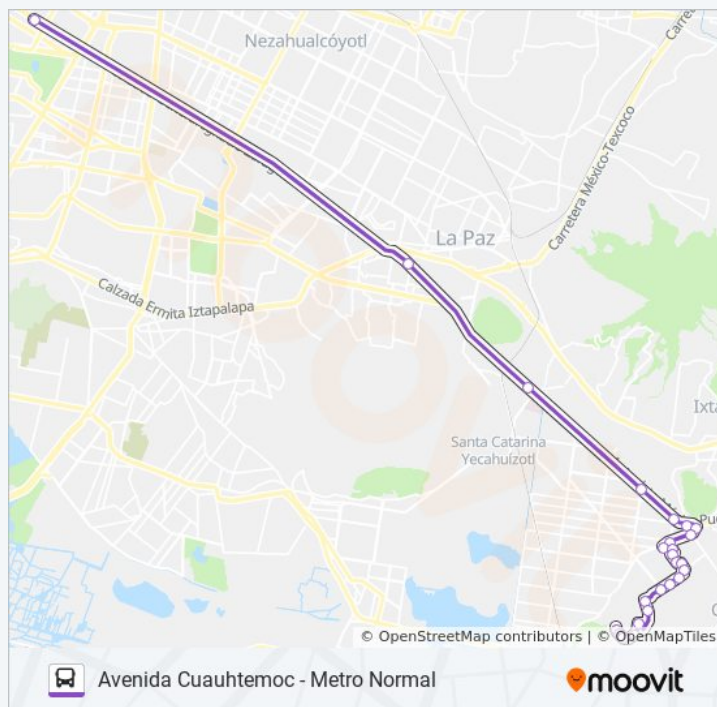 Nezahualcóyotl
Carretera México-Texcoco
La Paz
Calzada Ermita Iztapalapa
Santa Catarina
Yecahuízotl
© OpenStreetMap contributors | © OpenMapTiles
Avenida Cuauhtemoc - Metro Normal
moovit